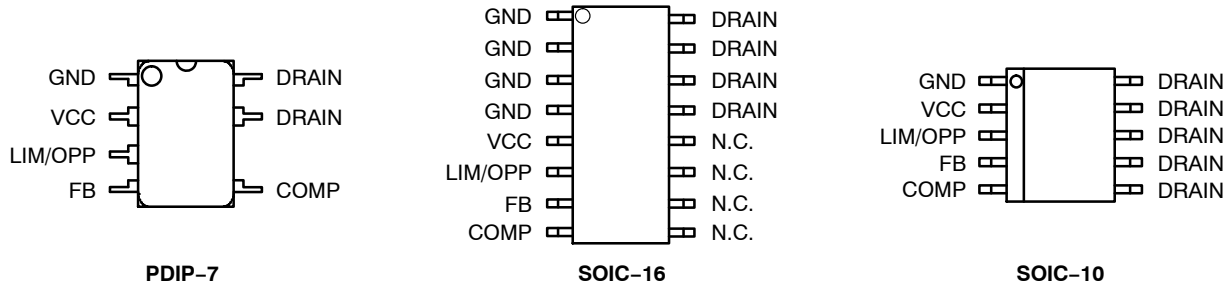 GND
VCC
LIM/OPP
FB
DRAIN
DRAIN
COMP
PDIP−7
GND
GND
GND
GND
VCC
LIM/OPP
FB
COMP
DRAIN
DRAIN
DRAIN
DRAIN
N.C.
N.C.
N.C.
N.C.
SOIC−16
GND
VCC
LIM/OPP
FB
COMP
DRAIN
DRAIN
DRAIN
DRAIN
DRAIN
SOIC−10